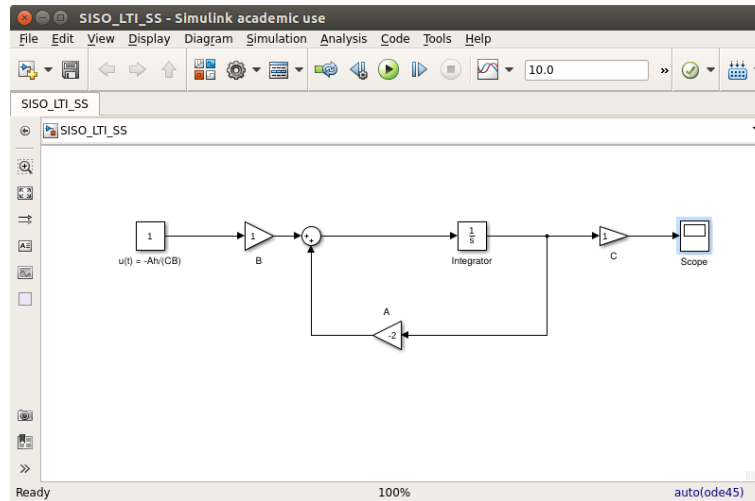 SISO_LTI_SS - Simulink academic use
File Edit View Display Diagram Simulation Analysis Code Tools Help
10.0 »
SISO_LTI_SS
SISO_LTI_SS
1
u(t) = -Ah/(CB)
1
B
+
+
1
s
Integrator
1
C
Scope
A
-2
Ready 100% auto(ode45)